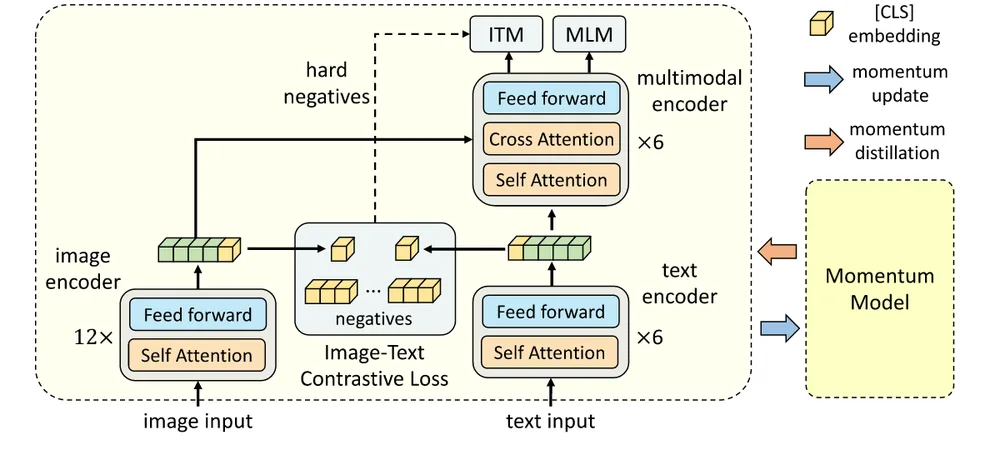 ITM
MLM
hard
negatives
multimodal
encoder
Feed forward
Cross Attention
Self Attention
×6
image
encoder
Feed forward
Self Attention
12×
...
negatives
Image-Text
Contrastive Loss
text
encoder
Feed forward
Self Attention
×6
image input
text input
[CLS]
embedding
momentum
update
momentum
distillation
Momentum
Model